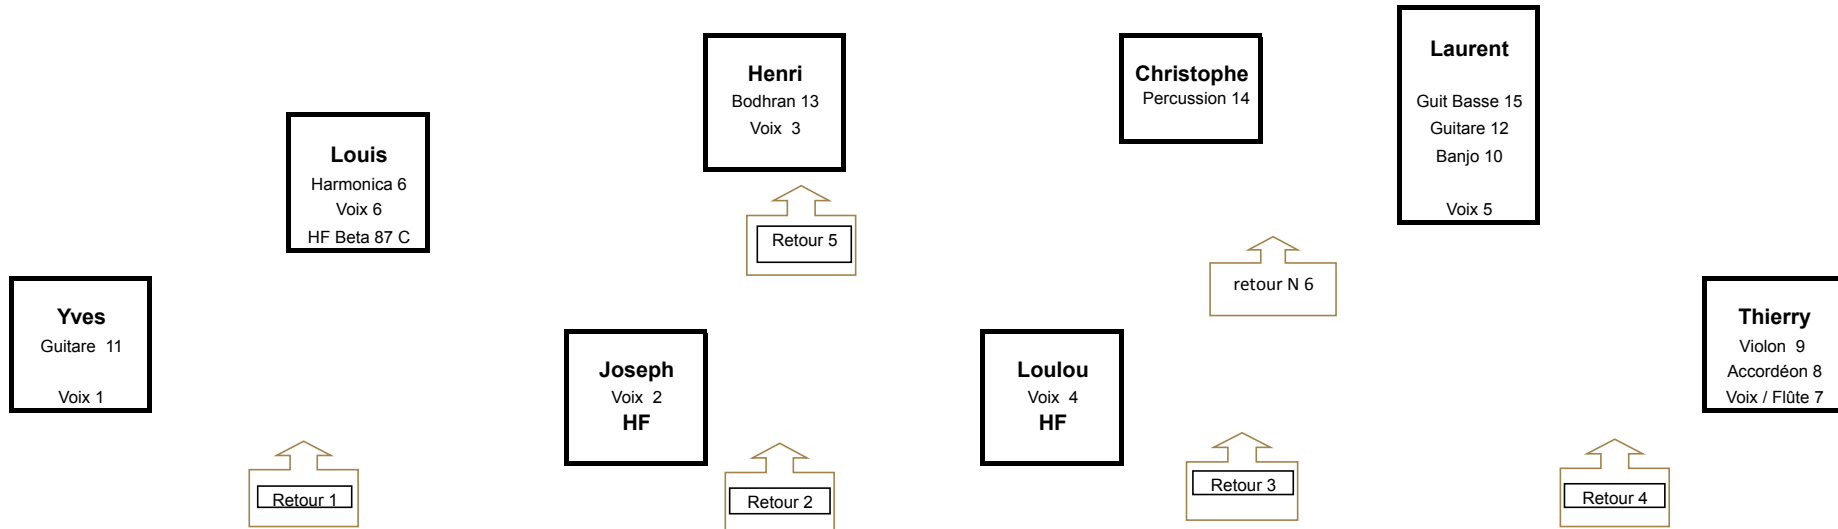 Laurent
Guit Basse 15
Guitare 12
Banjo 10
Voix 5
Henri
Bodhran 13
Voix 3
Christophe
Percussion 14
Louis
Harmonica 6
Voix 6
HF Beta 87 C
Retour 5
retour N 6
Yves
Guitare 11
Voix 1
Joseph
Voix 2
HF
Loulou
Voix 4
HF
Thierry
Violon 9
Accordéon 8
Voix / Flûte 7
Retour 1
Retour 2
Retour 3
Retour 4